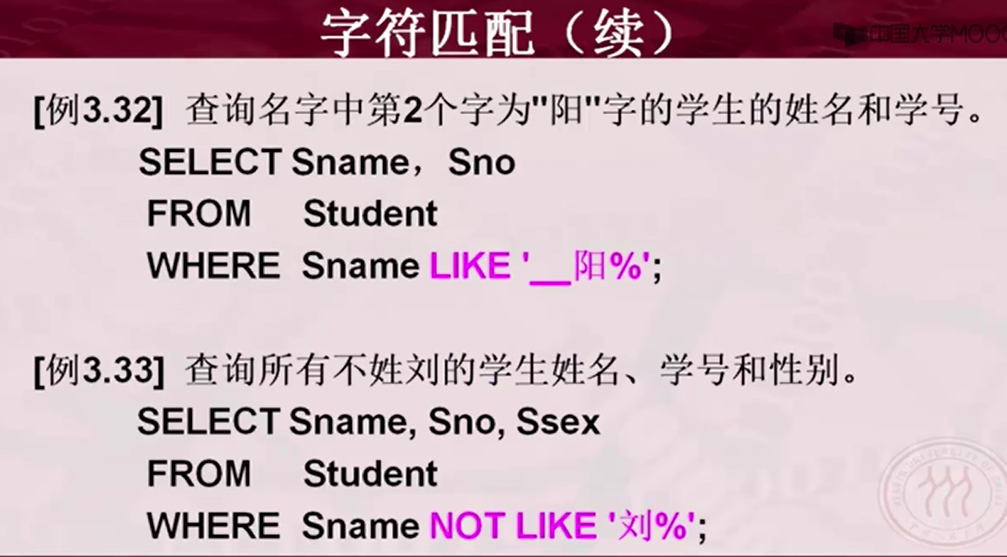 字符匹配（续）
中国大学MOOC
[例3.32] 查询名字中第2个字为"阳"字的学生的姓名和学号。
SELECT Sname，Sno
FROM Student
WHERE Sname LIKE '__阳%';
[例3.33] 查询所有不姓刘的学生姓名、学号和性别。
SELECT Sname, Sno, Ssex
FROM Student
WHERE Sname NOT LIKE '刘%';